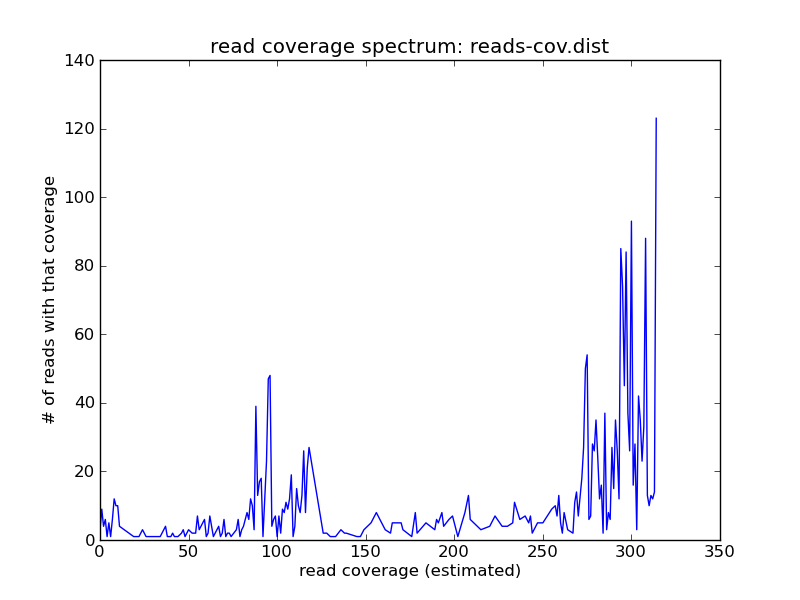 read coverage spectrum: reads-cov.dist
140
120
100
80
60
40
20
0
# of reads with that coverage
0 50 100 150 200 250 300 350
read coverage (estimated)